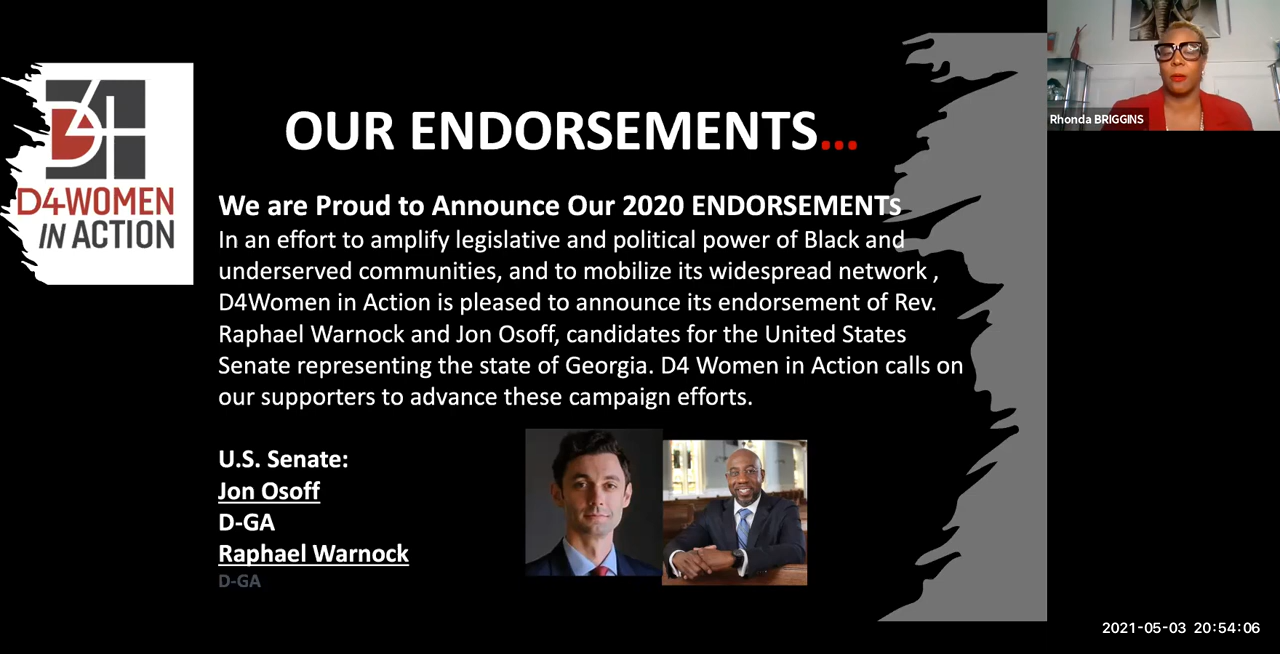 D4
D4WOMEN
IN ACTION
OUR ENDORSEMENTS...
We are Proud to Announce Our 2020 ENDORSEMENTS
In an effort to amplify legislative and political power of Black and
underserved communities, and to mobilize its widespread network ,
D4Women in Action is pleased to announce its endorsement of Rev.
Raphael Warnock and Jon Osoff, candidates for the United States
Senate representing the state of Georgia. D4 Women in Action calls on
our supporters to advance these campaign efforts.
U.S. Senate:
Jon Osoff
D-GA
Raphael Warnock
D-GA
Rhonda BRIGGINS
2021-05-03 20:54:06